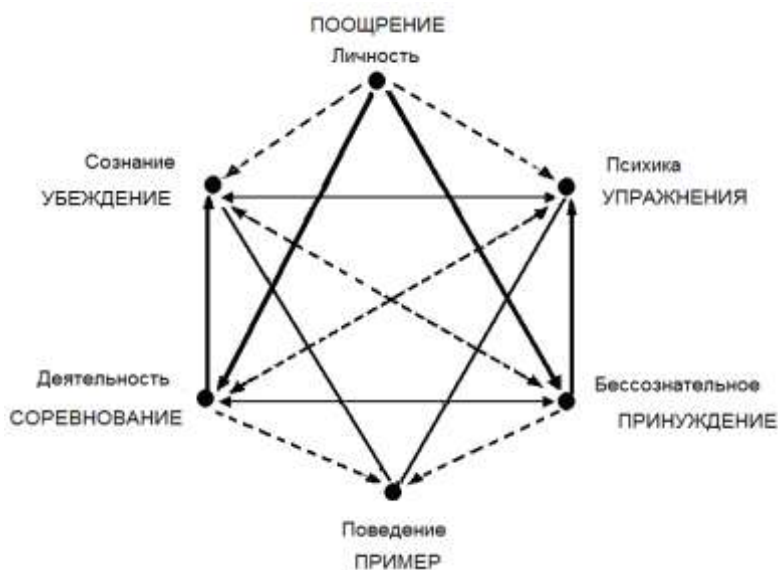 ПООЩРЕНИЕ
Личность
Сознание
УБЕЖДЕНИЕ
Психика
УПРАЖНЕНИЯ
Деятельность
СОРЕВНОВАНИЕ
Бессознательное
ПРИНУЖДЕНИЕ
Поведение
ПРИМЕР